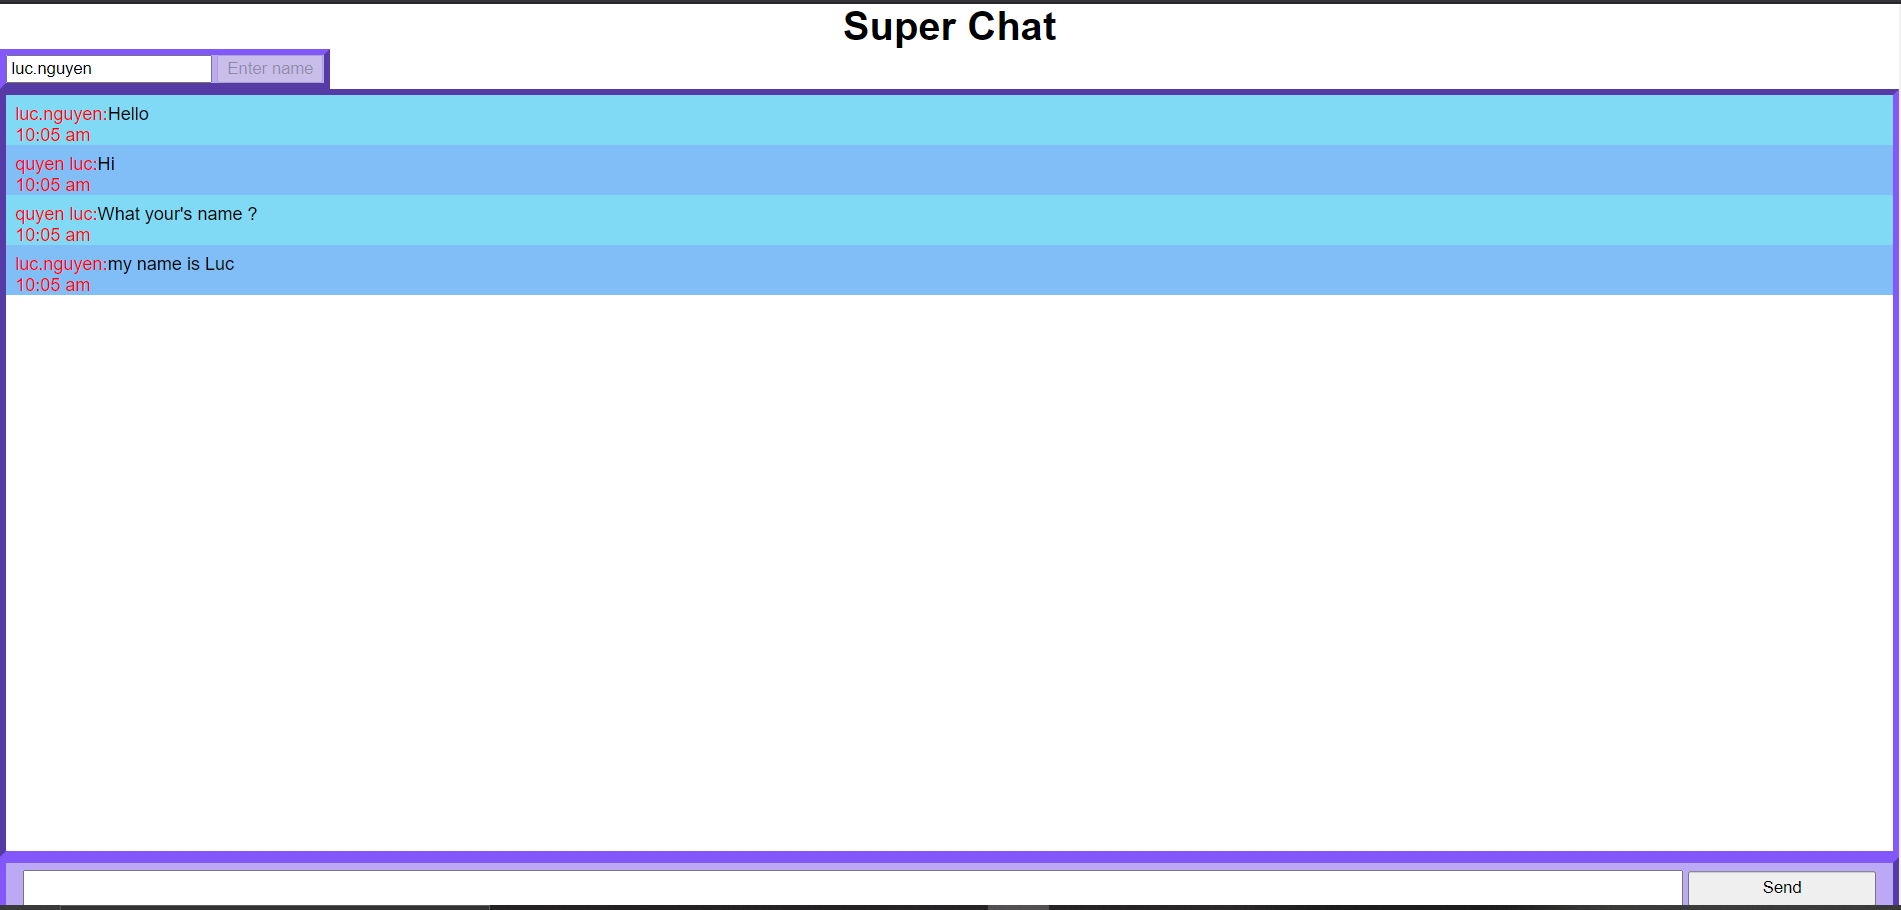 Super Chat
luc.nguyen Enter name
luc.nguyen:Hello
10:05 am
quyen luc:Hi
10:05 am
quyen luc:What your's name ?
10:05 am
luc.nguyen:my name is Luc
10:05 am
Send